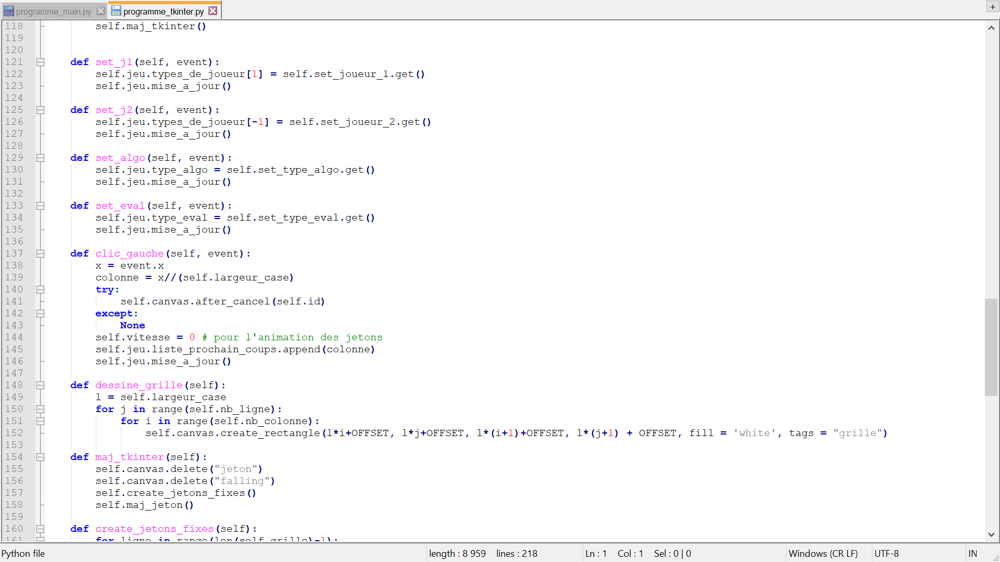 programme_main.py programme_tkinter.py +
118 self.maj_tkinter()
119
120
121 def set_j1(self, event):
122 self.jeu.types_de_joueur[1] = self.set_joueur_1.get()
123 self.jeu.mise_a_jour()
124
125 def set_j2(self, event):
126 self.jeu.types_de_joueur[-1] = self.set_joueur_2.get()
127 self.jeu.mise_a_jour()
128
129 def set_algo(self, event):
130 self.jeu.type_algo = self.set_type_algo.get()
131 self.jeu.mise_a_jour()
132
133 def set_eval(self, event):
134 self.jeu.type_eval = self.set_type_eval.get()
135 self.jeu.mise_a_jour()
136
137 def clic_gauche(self, event):
138 x = event.x
139 colonne = x//(self.largeur_case)
140 try:
141 self.canvas.after_cancel(self.id)
142 except:
143 None
144 self.vitesse = 0 # pour l'animation des jetons
145 self.jeu.liste_prochain_coups.append(colonne)
146 self.jeu.mise_a_jour()
147
148 def dessine_grille(self):
149 l = self.largeur_case
150 for j in range(self.nb_ligne):
151 for i in range(self.nb_colonne):
152 self.canvas.create_rectangle(l*i+OFFSET, l*j+OFFSET, l*(i+1)+OFFSET, l*(j+1) + OFFSET, fill = 'white', tags = "grille")
153
154 def maj_tkinter(self):
155 self.canvas.delete("jeton")
156 self.canvas.delete("falling")
157 self.create_jetons_fixes()
158 self.maj_jeton()
159
160 def create_jetons_fixes(self):
161 for ligne in range(len(self.grille)-1):
Python file length : 8 959 lines : 218 Ln : 1 Col : 1 Sel : 0 | 0 Windows (CR LF) UTF-8 IN